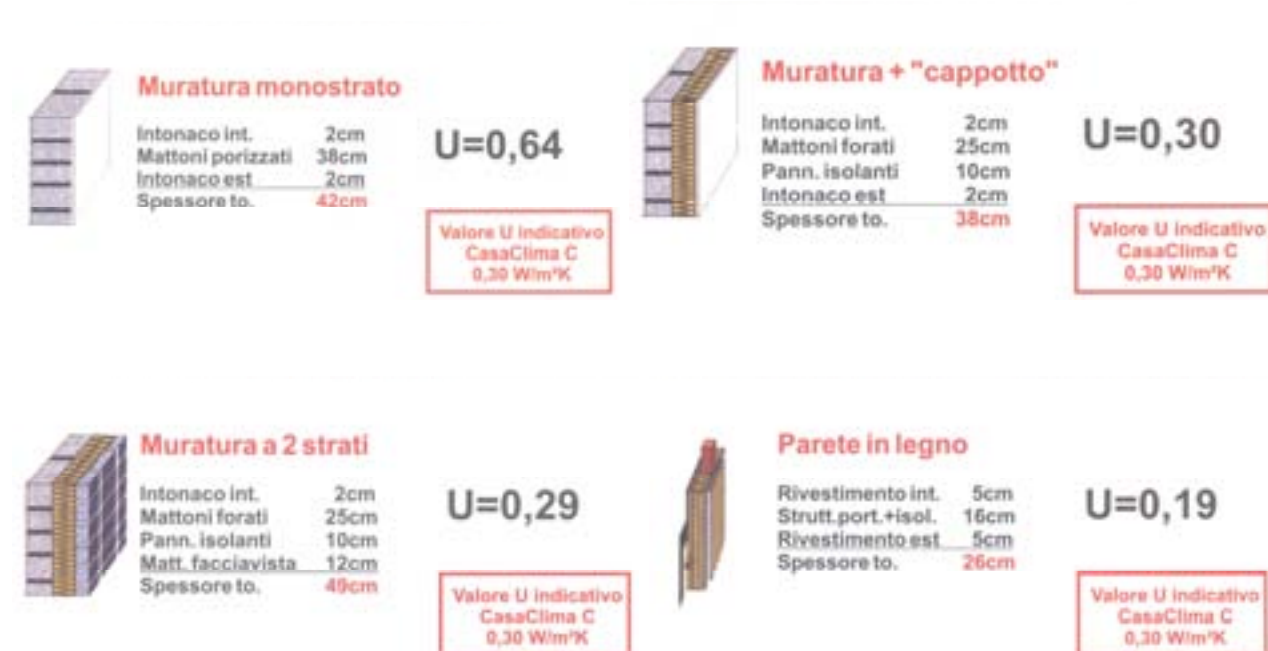 Muratura monostrato
Intonaco int. 2cm
Mattoni porizzati 38cm
Intonaco est 2cm
Spessore to. 42cm
U=0,64
Valore U indicativo
CasaClima C
0,30 W/m²K
Muratura + "cappotto"
Intonaco int. 2cm
Mattoni forati 25cm
Pann. isolanti 10cm
Intonaco est 2cm
Spessore to. 38cm
U=0,30
Valore U indicativo
CasaClima C
0,30 W/m²K
Muratura a 2 strati
Intonaco int. 2cm
Mattoni forati 25cm
Pann. isolanti 10cm
Matt. facciavista 12cm
Spessore to. 49cm
U=0,29
Valore U indicativo
CasaClima C
0,30 W/m²K
Parete in legno
Rivestimento int. 5cm
Strutt.port.+isol. 16cm
Rivestimento est 5cm
Spessore to. 26cm
U=0,19
Valore U indicativo
CasaClima C
0,30 W/m²K